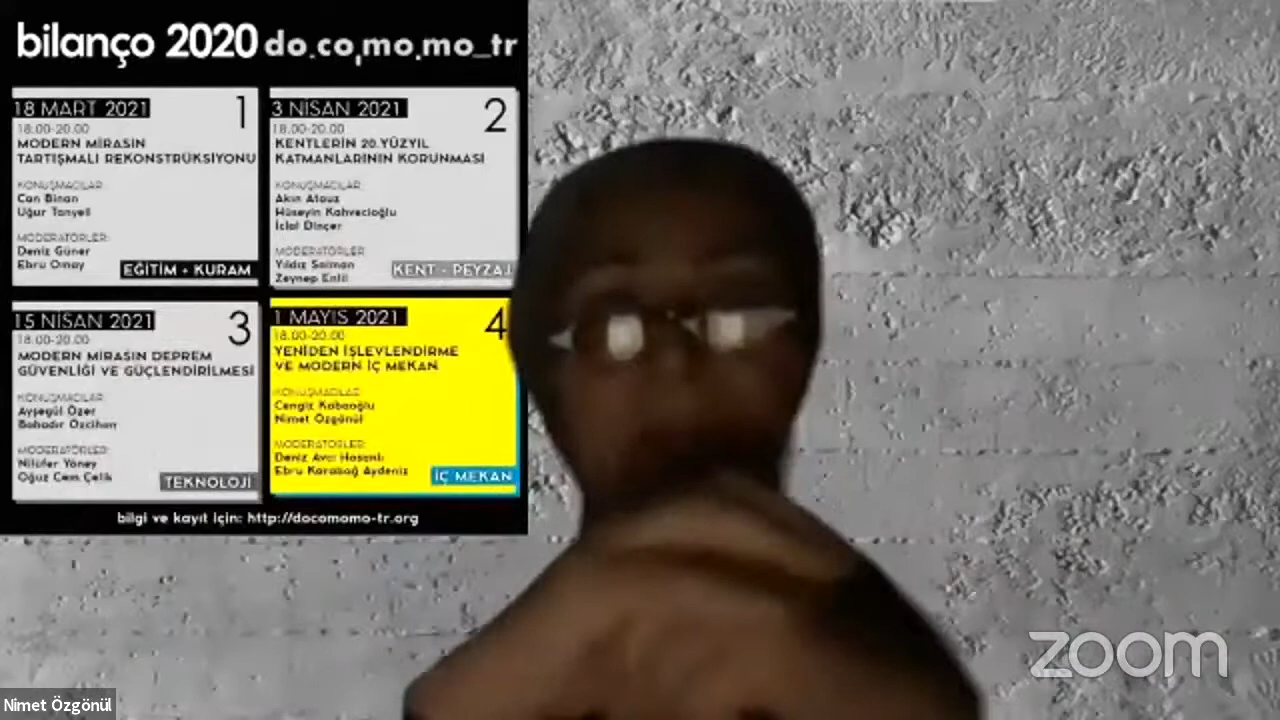 bilanço 2020 do.co,mo.mo_tr
18 MART 2021 1
18.00-20.00
MODERN MİRASIN
TARTIŞMALI REKONSTRÜKSİYONU
KONUŞMACILAR:
Can Binan
Uğur Tanyeli
MODERATÖRLER:
Deniz Güner
Ebru Omay
EĞİTİM + KURAM
3 NİSAN 2021 2
18.00-20.00
KENTLERİN 20.YÜZYIL
KATMANLARININ KORUNMASI
KONUŞMACILAR:
Akın Atauz
Hüseyin Kahvecioğlu
İclal Dinçer
MODERATÖRLER
Yıldız Salman
Zeynep Enlil
KENT - PEYZAJ
15 NİSAN 2021 3
18.00-20.00
MODERN MİRASIN DEPREM
GÜVENLİĞİ VE GÜÇLENDİRİLMESİ
KONUŞMACILAR
Ayşegül Özer
Bahadır Özcihan
MODERATÖRLER:
Nilüfer Yöney
Oğuz Cem Çelik
TEKNOLOJİ
1 MAYIS 2021 4
18.00-20.00
YENİDEN İŞLEVLENDİRME
VE MODERN İÇ MEKAN
KONUŞMACILAR
Cengiz Kabaoğlu
Nimet Özgönül
MODERATÖRLER:
Deniz Avcı Hosanlı
Ebru Karabağ Aydeniz
İÇ MEKAN
bilgi ve kayıt için: http://docomomo-tr.org
zoom
Nimet Özgönül